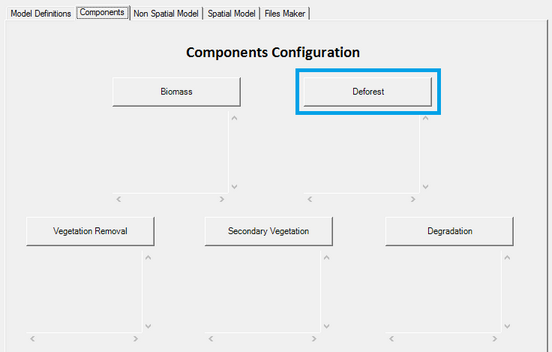 Model Definitions Components Non Spatial Model Spatial Model Files Maker
Components Configuration
Biomass Deforest
Vegetation Removal Secondary Vegetation Degradation